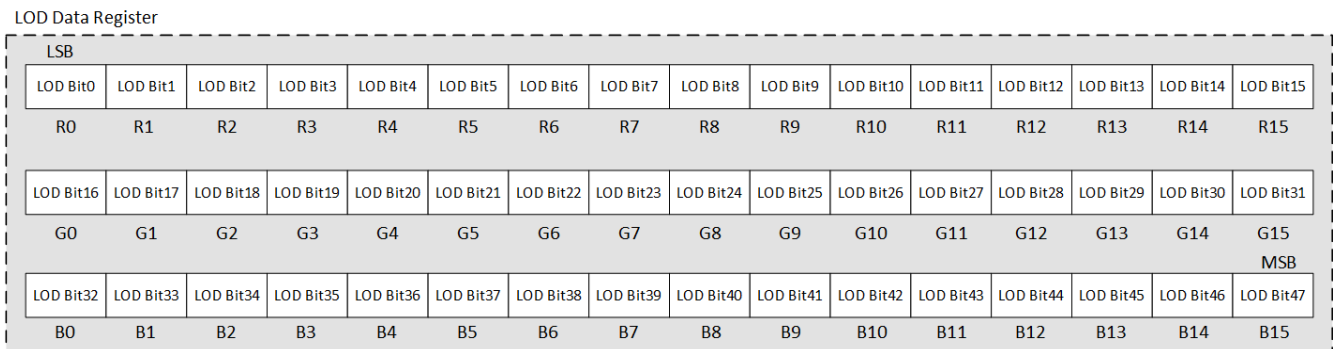 LOD Data Register
LSB
LOD Bit0 LOD Bit1 LOD Bit2 LOD Bit3 LOD Bit4 LOD Bit5 LOD Bit6 LOD Bit7 LOD Bit8 LOD Bit9 LOD Bit10 LOD Bit11 LOD Bit12 LOD Bit13 LOD Bit14 LOD Bit15
R0 R1 R2 R3 R4 R5 R6 R7 R8 R9 R10 R11 R12 R13 R14 R15
LOD Bit16 LOD Bit17 LOD Bit18 LOD Bit19 LOD Bit20 LOD Bit21 LOD Bit22 LOD Bit23 LOD Bit24 LOD Bit25 LOD Bit26 LOD Bit27 LOD Bit28 LOD Bit29 LOD Bit30 LOD Bit31
G0 G1 G2 G3 G4 G5 G6 G7 G8 G9 G10 G11 G12 G13 G14 G15
MSB
LOD Bit32 LOD Bit33 LOD Bit34 LOD Bit35 LOD Bit36 LOD Bit37 LOD Bit38 LOD Bit39 LOD Bit40 LOD Bit41 LOD Bit42 LOD Bit43 LOD Bit44 LOD Bit45 LOD Bit46 LOD Bit47
B0 B1 B2 B3 B4 B5 B6 B7 B8 B9 B10 B11 B12 B13 B14 B15